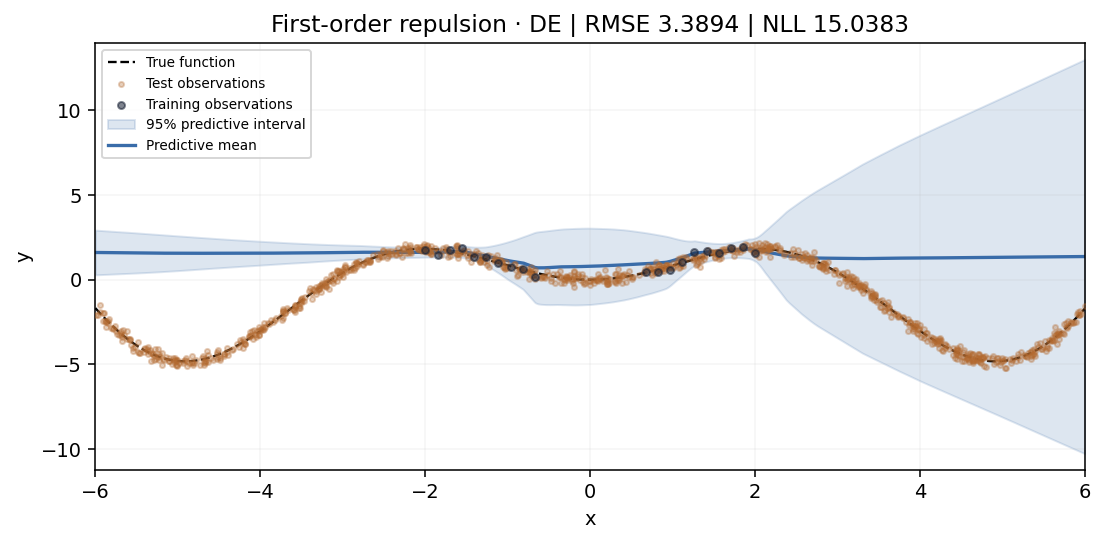 First-order repulsion · DE | RMSE 3.3894 | NLL 15.0383
True function
Test observations
Training observations
95% predictive interval
Predictive mean
10
5
0
−5
−10
y
−6
−4
−2
0
2
4
6
x